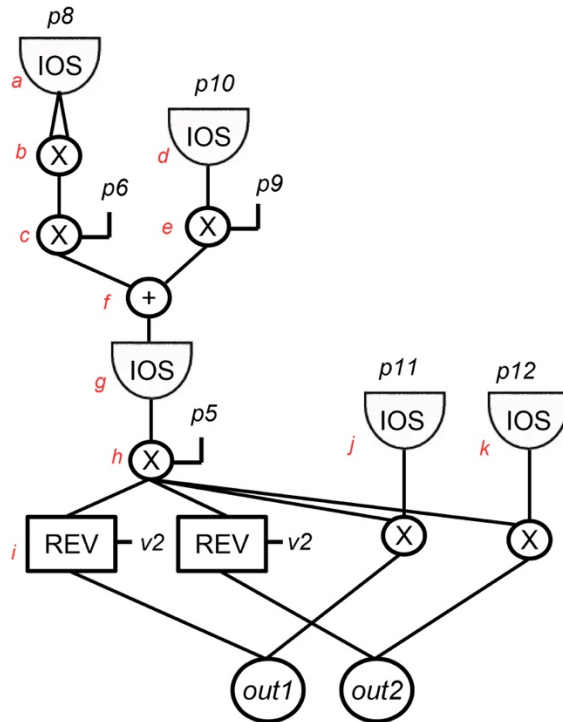 p8
a
IOS
p10
b
X
d
IOS
p6
p9
c
X
e
X
f
+
g
IOS
p11
p12
p5
j
IOS
k
IOS
h
X
i
REV
v2
REV
v2
X
X
out1
out2